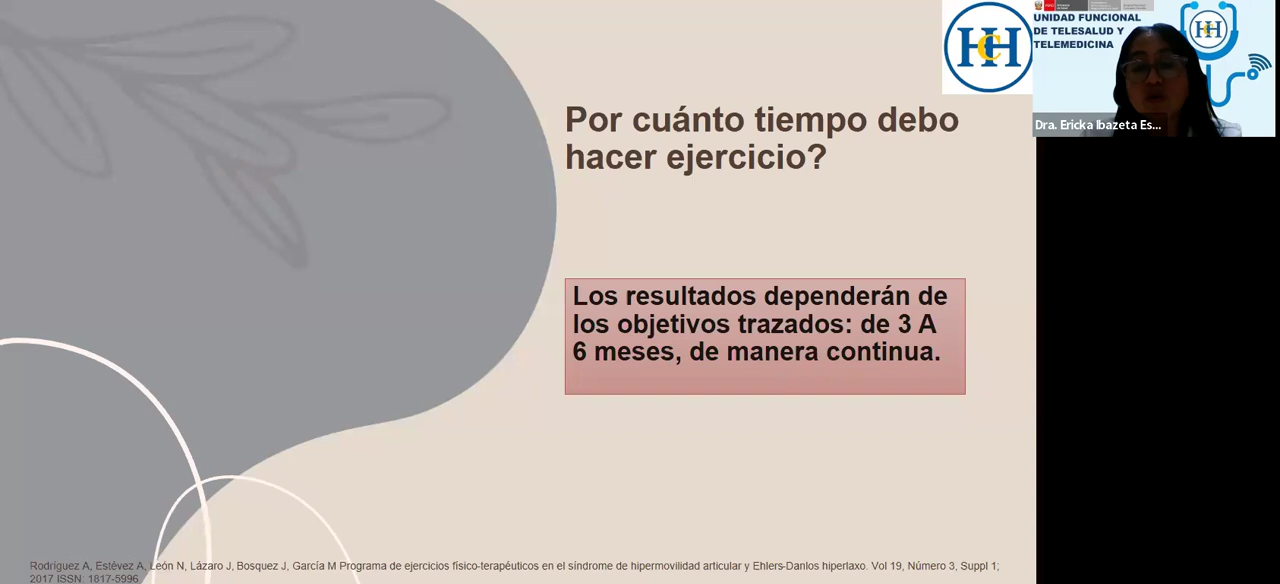 Por cuánto tiempo debo
hacer ejercicio?
Los resultados dependerán de
los objetivos trazados: de 3 A
6 meses, de manera continua.
Rodríguez A, Estévez A, León N, Lázaro J, Bosquez J, García M Programa de ejercicios físico-terapéuticos en el síndrome de hipermovilidad articular y Ehlers-Danlos hiperlaxo. Vol 19, Número 3, Suppl 1;
2017 ISSN: 1817-5996
HCH
UNIDAD FUNCIONAL
DE TELESALUD Y
TELEMEDICINA
HCH
Dra. Ericka Ibazeta Es...